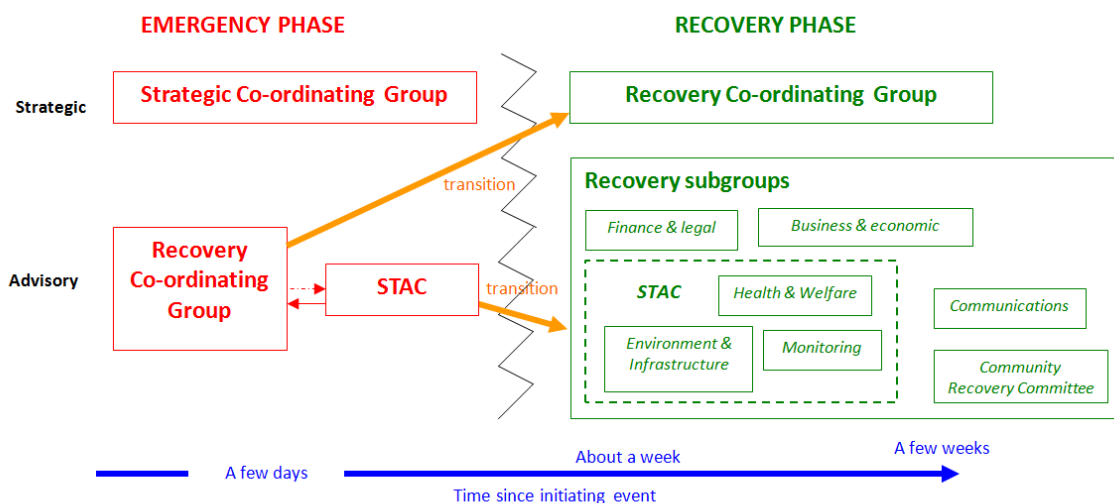 EMERGENCY PHASE
RECOVERY PHASE
Strategic
Strategic Co-ordinating Group
Recovery Co-ordinating Group
transition
Recovery subgroups
Finance & legal
Business & economic
Advisory
Recovery
Co-ordinating
Group
STAC
transition
STAC
Health & Welfare
Communications
Environment &
Infrastructure
Monitoring
Community
Recovery Committee
A few days
About a week
A few weeks
Time since initiating event